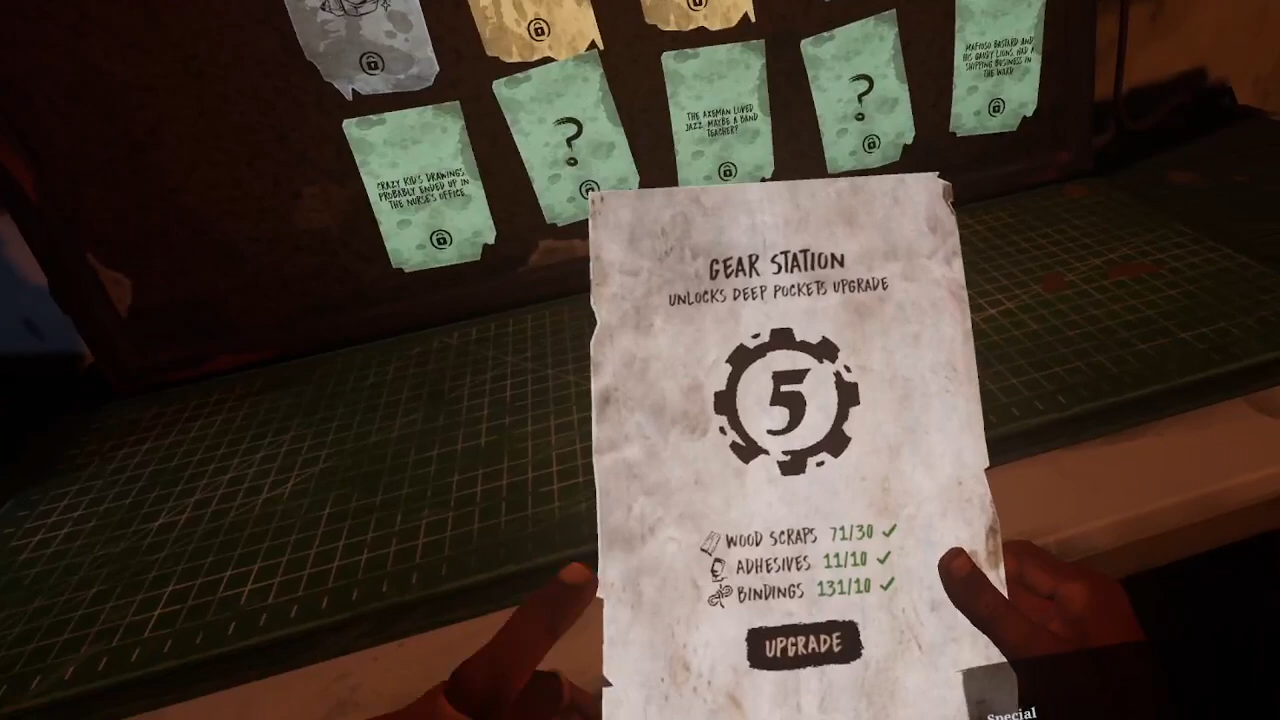 MAFIOSO BASTARD AND
HIS GAUDY LIONS HAD A
SHIPPING BUSINESS IN
THE WARD
?
?
THE AXEMAN LOVED
JAZZ. MAYBE A BAND
TEACHER?
CRAZY KID'S DRAWINGS
PROBABLY ENDED UP IN
THE NURSE'S OFFICE
GEAR STATION
UNLOCKS DEEP POCKETS UPGRADE
5
WOOD SCRAPS 71/30 ✓
ADHESIVES 11/10 ✓
BINDINGS 131/10 ✓
UPGRADE
Special